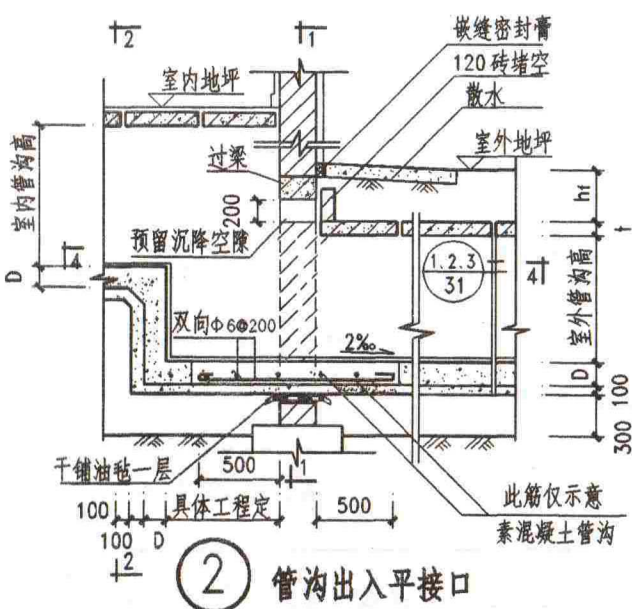 2
1
嵌缝密封膏
120砖堵空
散水
室内地坪
室外地坪
过梁
室内管沟高
200
h1
t
预留沉降空隙
4
1.2.3
31
4
室外管沟高
D
双向Φ6@200
2‰
D
100
300
干铺油毡一层
500
1
100
具体工程定
500
此筋仅示意
素混凝土管沟
100
D
2
2
管沟出入平接口